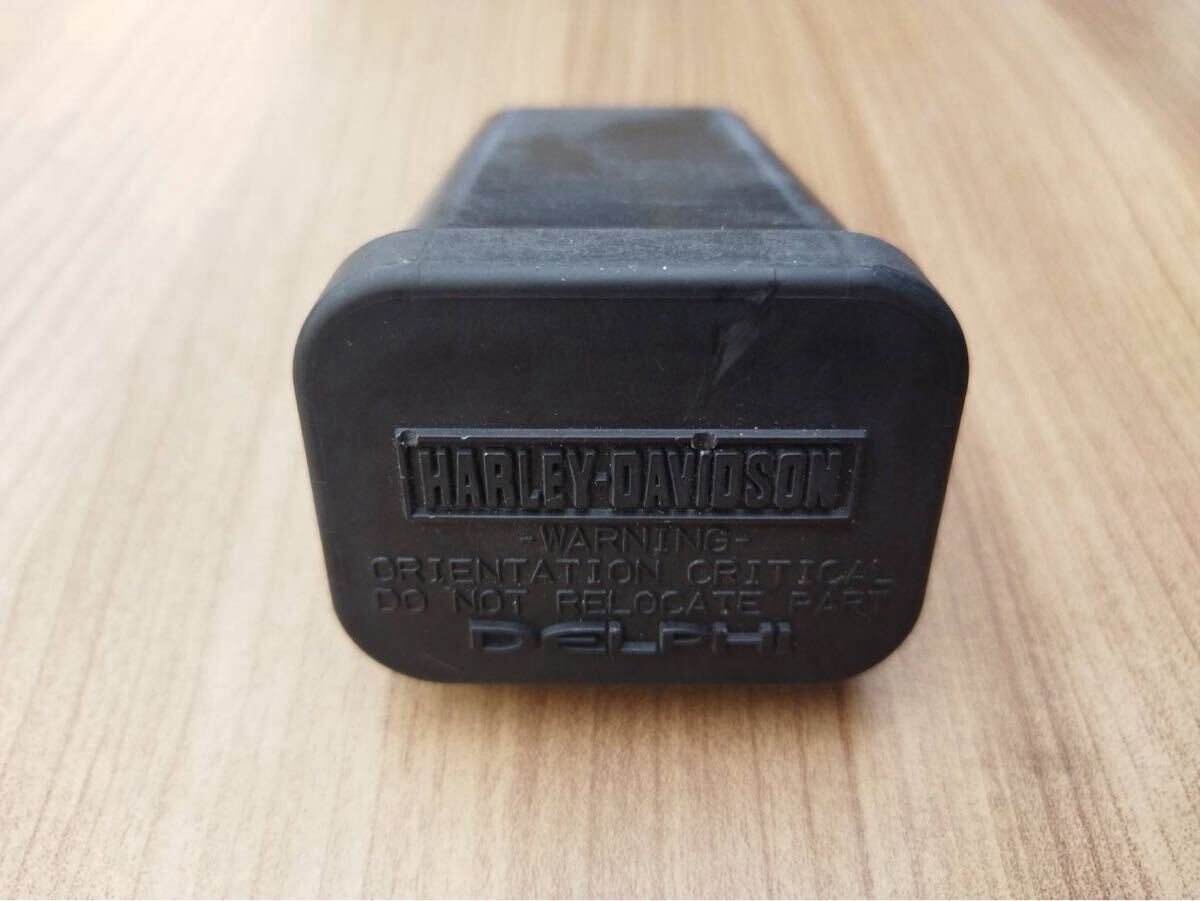 HARLEY-DAVIDSON
-WARNING-
ORIENTATION CRITICAL
DO NOT RELOCATE PART
DELPHI